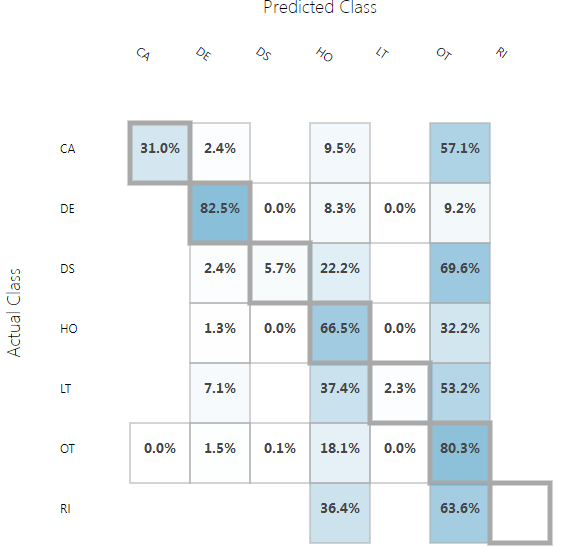 Predicted Class
CA DE DS HO LT OT RI
CA 31.0% 2.4% 9.5% 57.1%
DE 82.5% 0.0% 8.3% 0.0% 9.2%
DS 2.4% 5.7% 22.2% 69.6%
HO 1.3% 0.0% 66.5% 0.0% 32.2%
LT 7.1% 37.4% 2.3% 53.2%
OT 0.0% 1.5% 0.1% 18.1% 0.0% 80.3%
RI 36.4% 63.6%
Actual Class